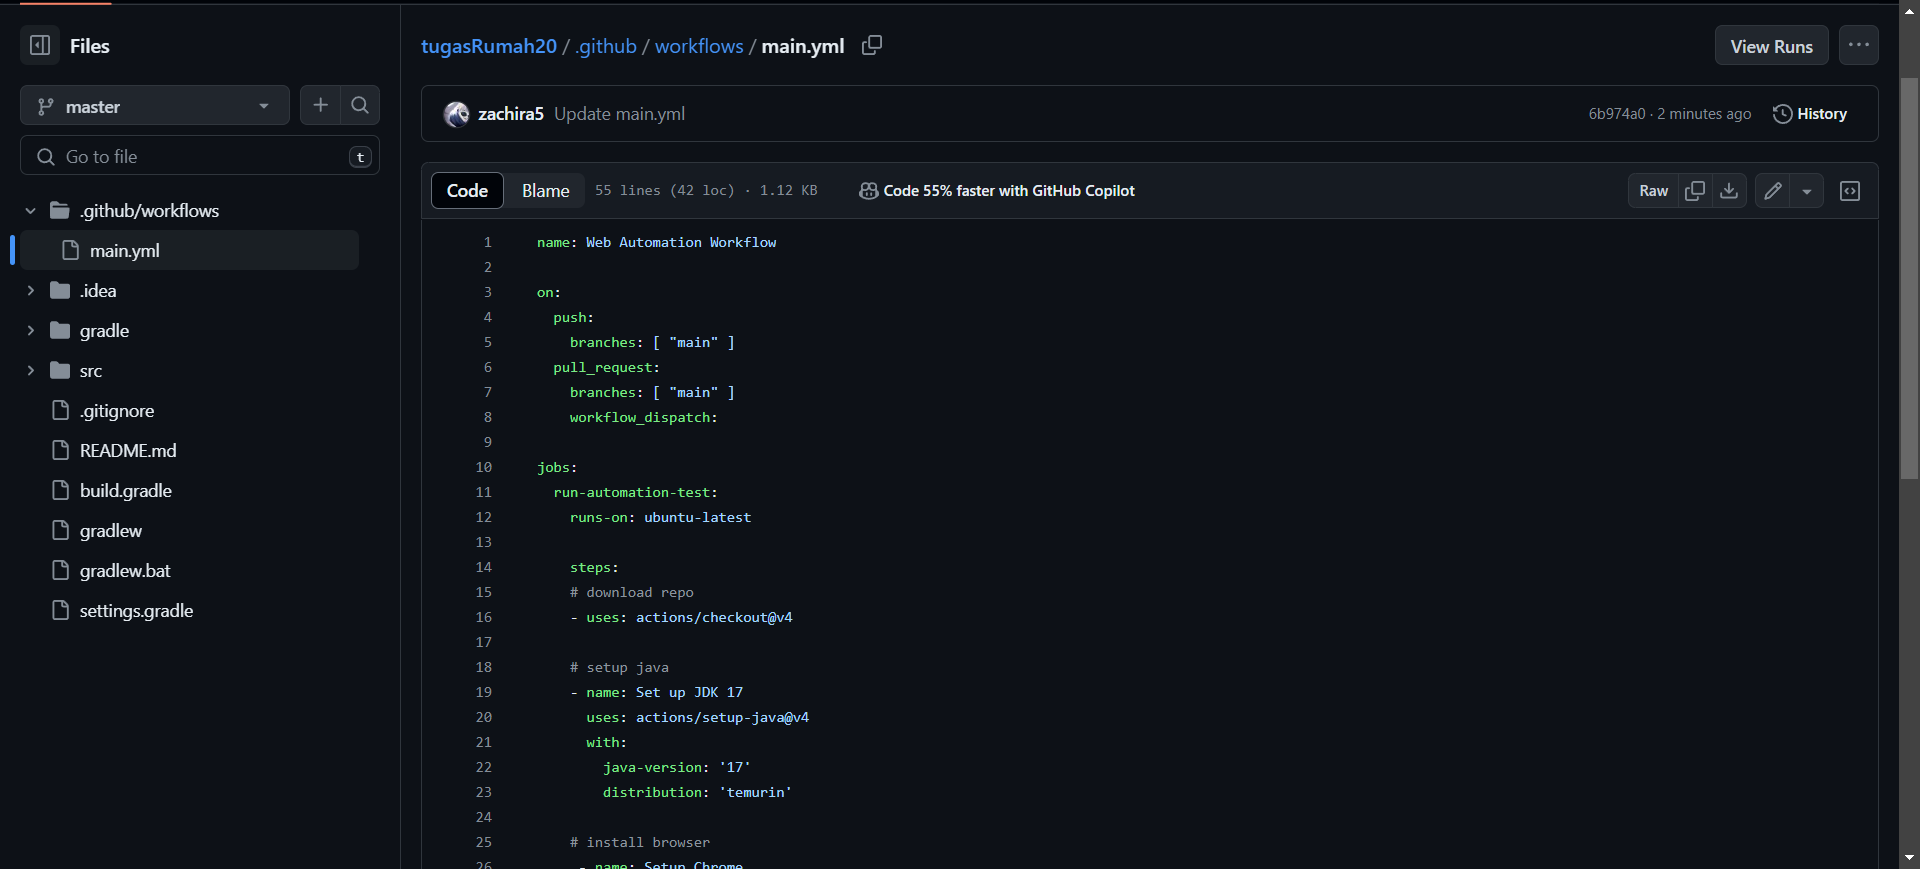 Files
master
Go to file
t
.github/workflows
main.yml
.idea
gradle
src
.gitignore
README.md
build.gradle
gradlew
gradlew.bat
settings.gradle
tugasRumah20 / .github / workflows / main.yml
View Runs
zachira5 Update main.yml
6b974a0 · 2 minutes ago
History
Code
Blame
55 lines (42 loc) · 1.12 KB
Code 55% faster with GitHub Copilot
Raw
1 name: Web Automation Workflow
2
3 on:
4 push:
5 branches: [ "main" ]
6 pull_request:
7 branches: [ "main" ]
8 workflow_dispatch:
9
10 jobs:
11 run-automation-test:
12 runs-on: ubuntu-latest
13
14 steps:
15 # download repo
16 - uses: actions/checkout@v4
17
18 # setup java
19 - name: Set up JDK 17
20 uses: actions/setup-java@v4
21 with:
22 java-version: '17'
23 distribution: 'temurin'
24
25 # install browser
26 - name: Setup Chrome